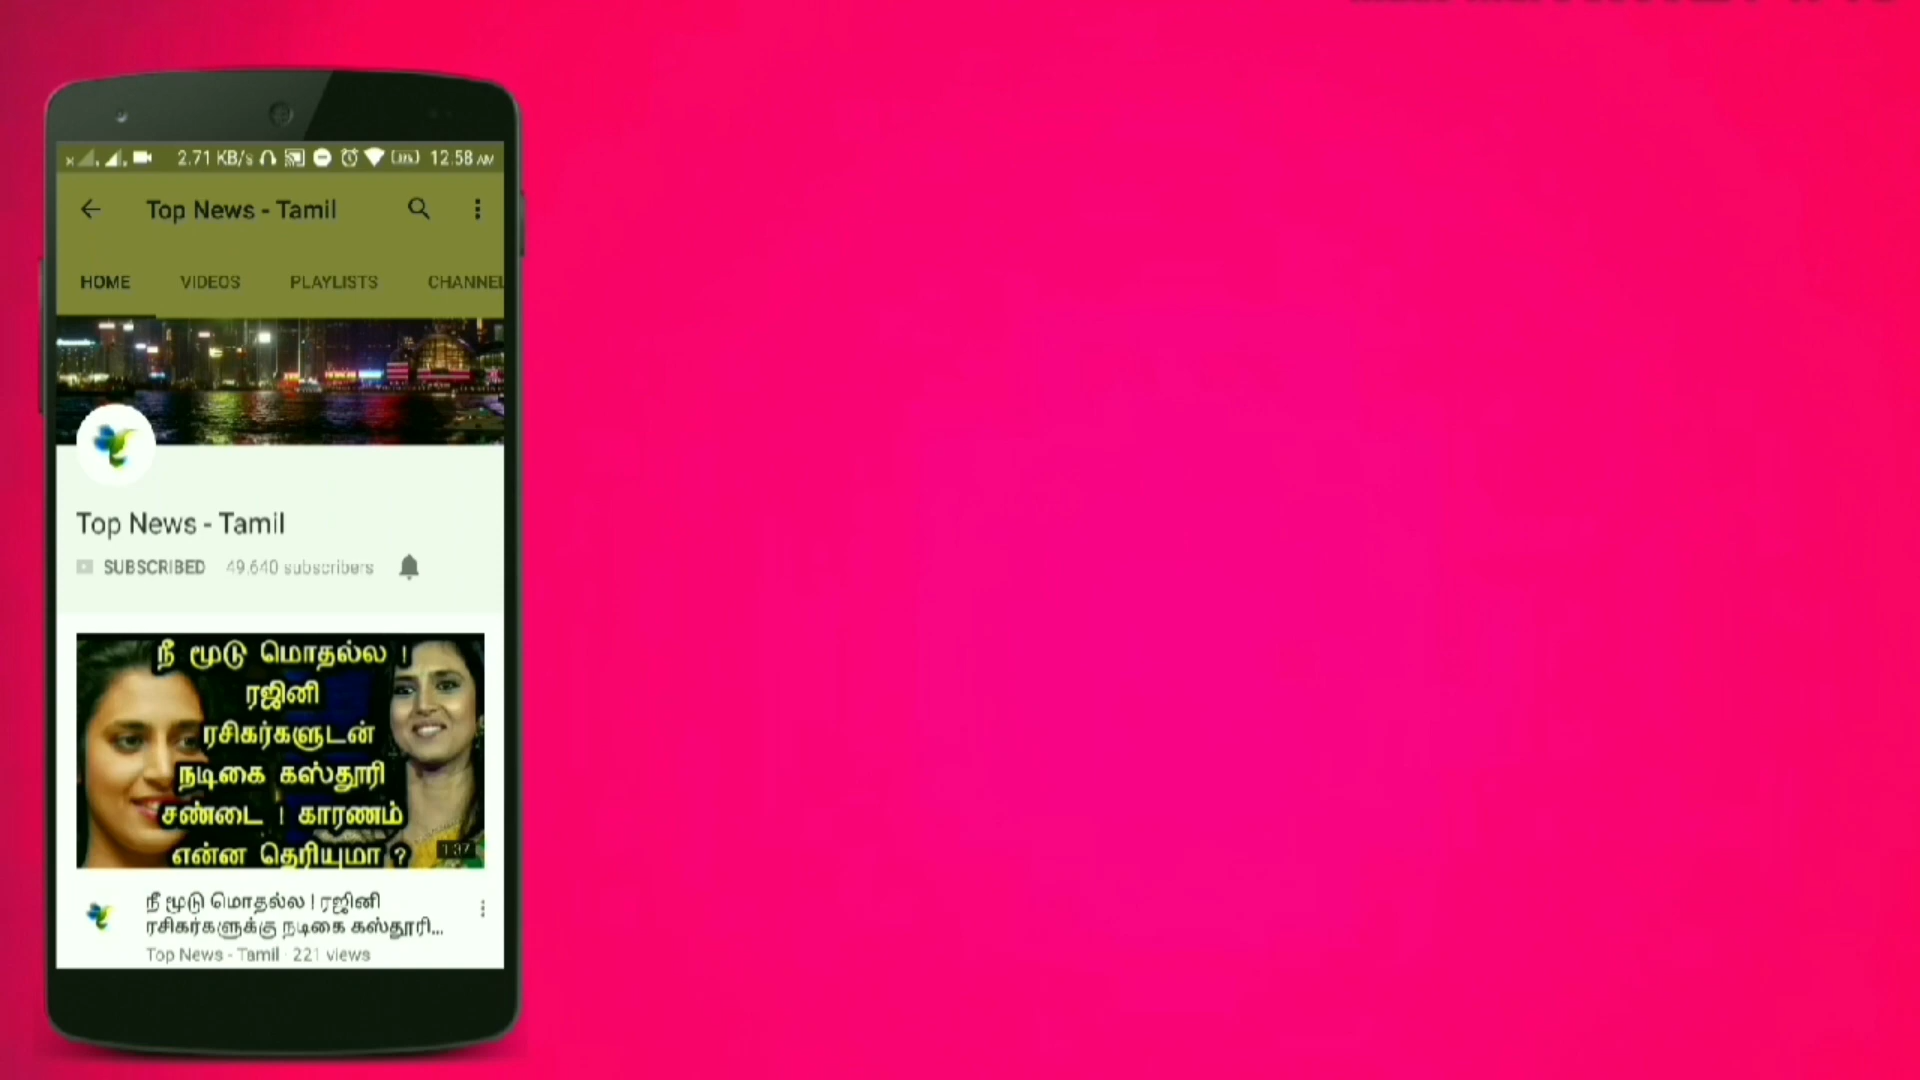 2.71 KB/s 12.58 AM
Top News - Tamil
HOME VIDEOS PLAYLISTS CHANNEL
Top News - Tamil
SUBSCRIBED 49,640 subscribers
நீ மூடு மொதல்ல !
ரஜினி
ரசிகர்களுடன்
நடிகை கஸ்தூரி
சண்டை ! காரணம்
என்ன தெரியுமா ?
1:37
நீ மூடு மொதல்ல ! ரஜினி
ரசிகர்களுக்கு நடிகை கஸ்தூரி...
Top News - Tamil · 221 views